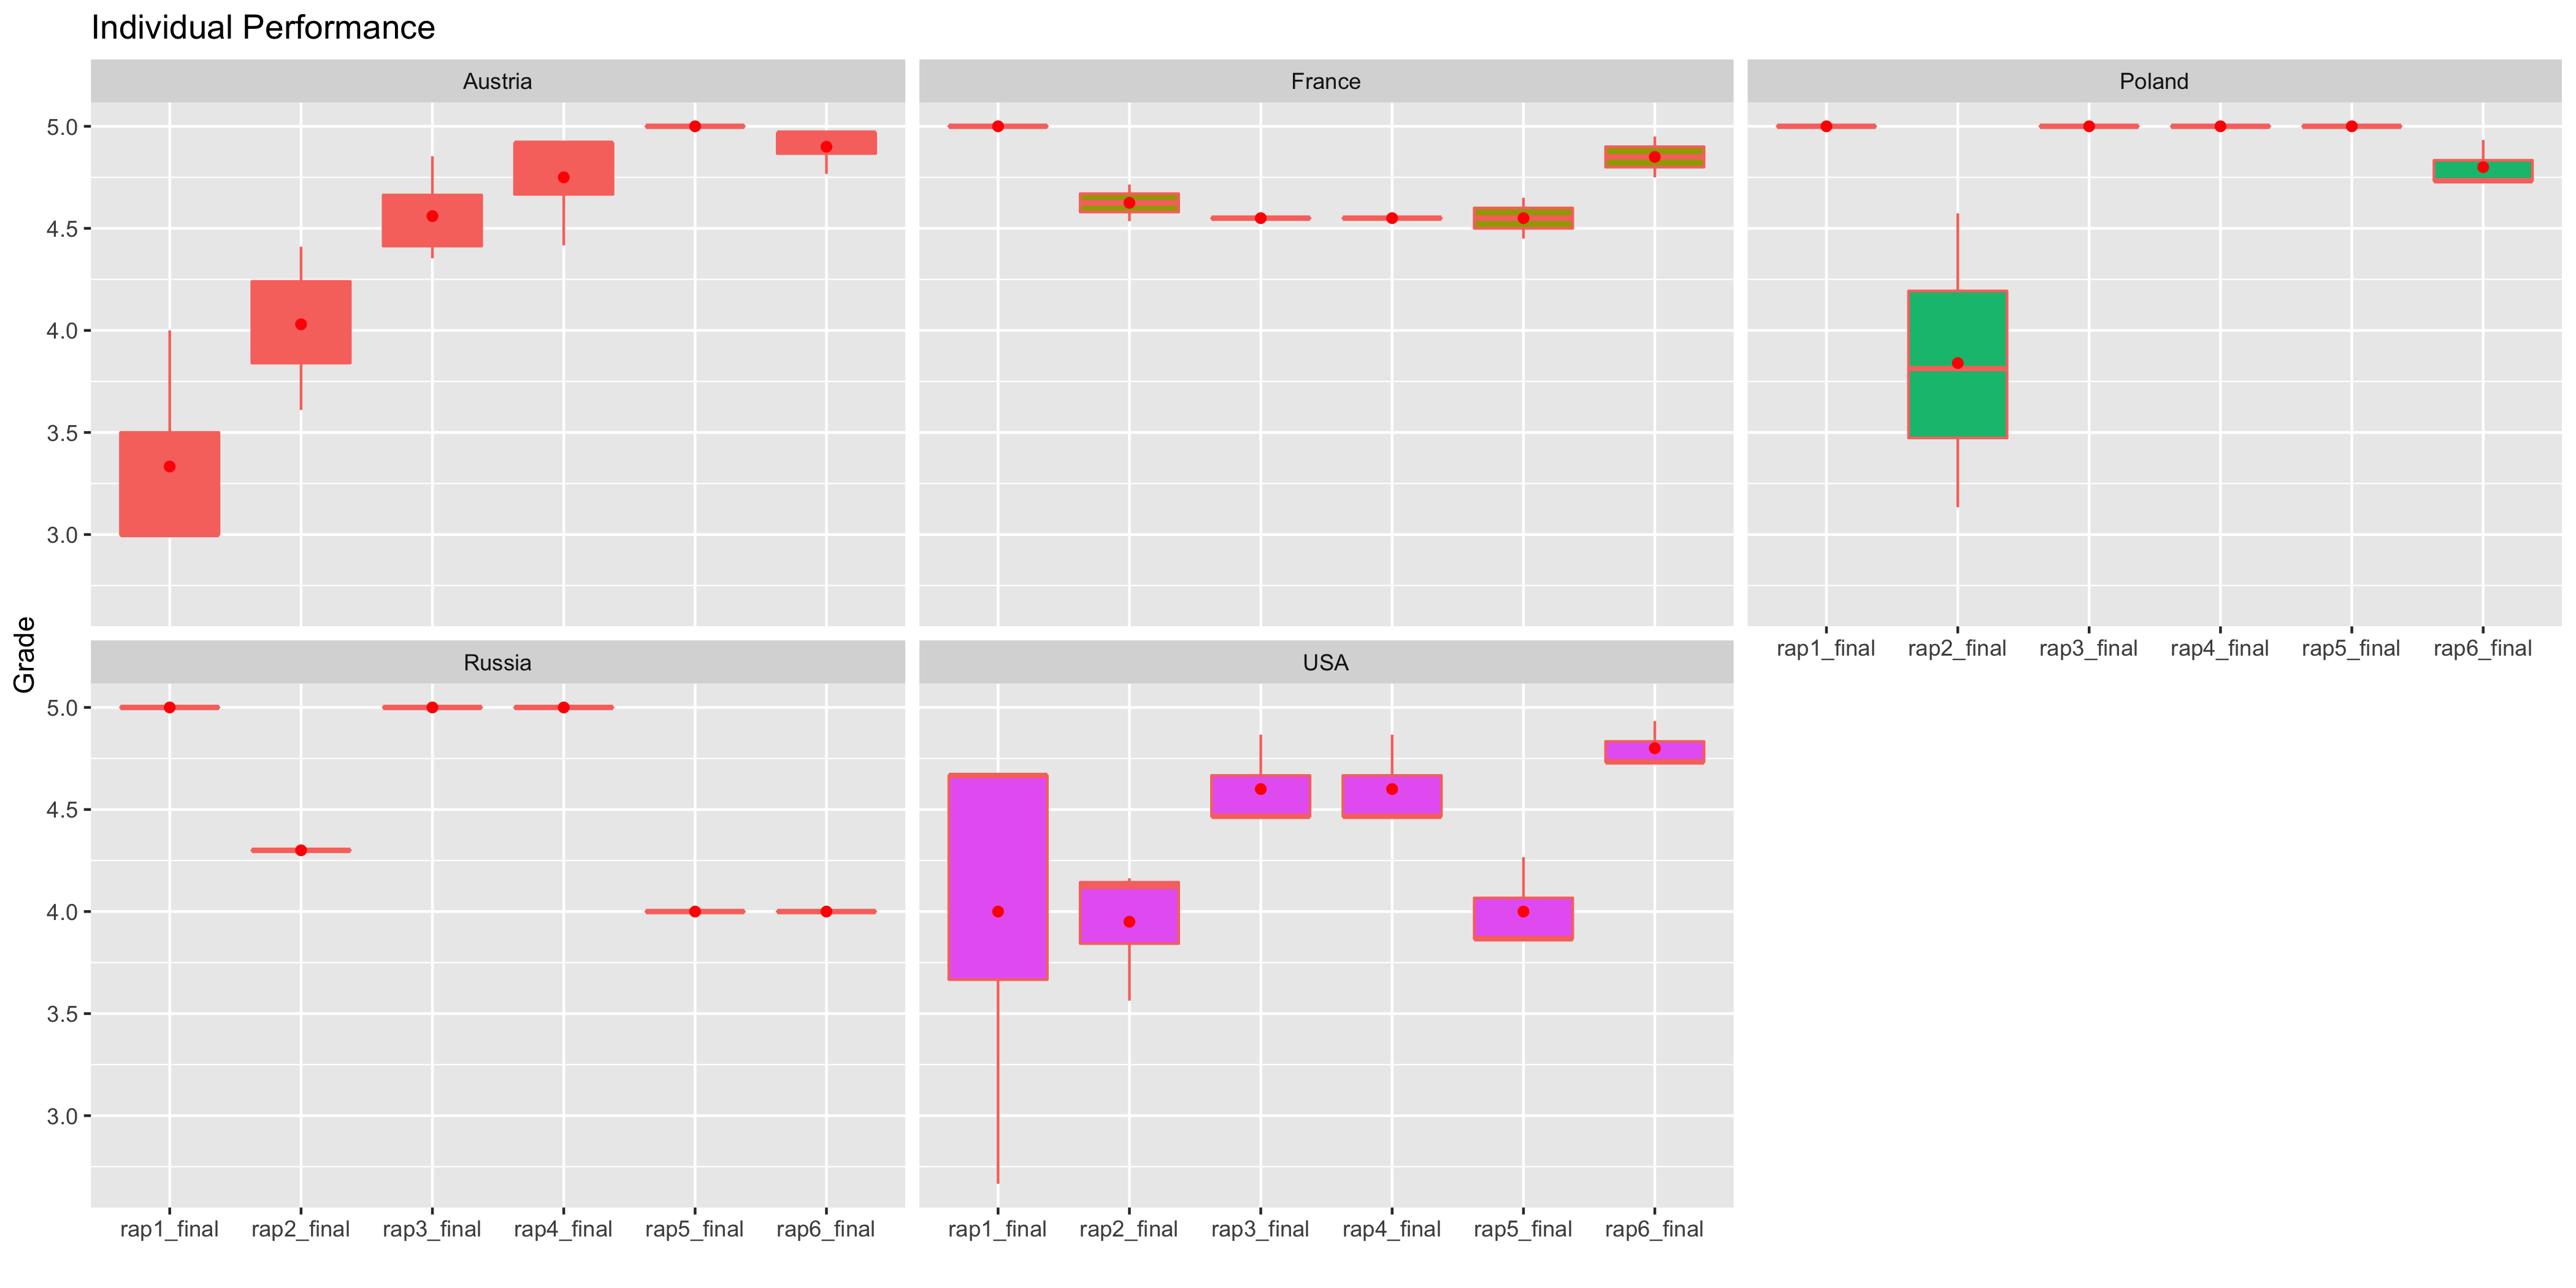 Individual Performance
Austria
France
Poland
5.0
4.5
4.0
3.5
3.0
rap1_final rap2_final rap3_final rap4_final rap5_final rap6_final
Grade
Russia
USA
5.0
4.5
4.0
3.5
3.0
rap1_final rap2_final rap3_final rap4_final rap5_final rap6_final
rap1_final rap2_final rap3_final rap4_final rap5_final rap6_final